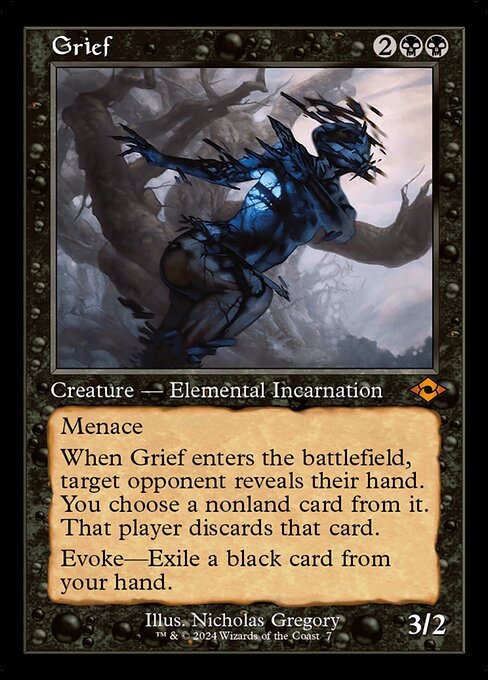 Grief 2
Creature — Elemental Incarnation
Menace
When Grief enters the battlefield,
target opponent reveals their hand.
You choose a nonland card from it.
That player discards that card.
Evoke—Exile a black card from
your hand.
Illus. Nicholas Gregory
™ & © 2024 Wizards of the Coast 7
3/2